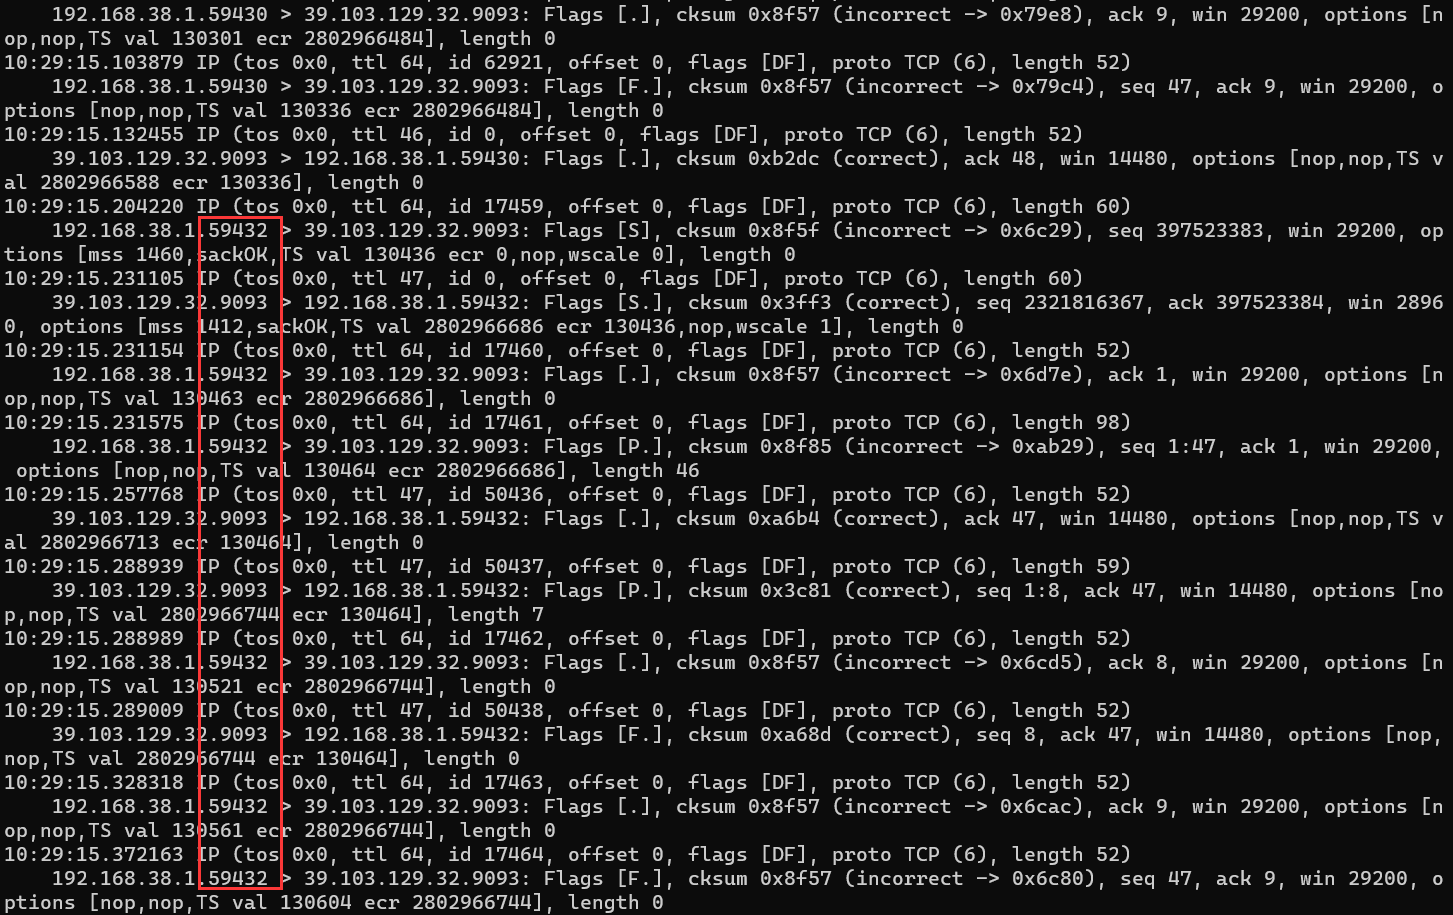 192.168.38.1.59430 > 39.103.129.32.9093: Flags [.], cksum 0x8f57 (incorrect -> 0x79e8), ack 9, win 29200, options [n
op,nop,TS val 130301 ecr 2802966484], length 0
10:29:15.103879 IP (tos 0x0, ttl 64, id 62921, offset 0, flags [DF], proto TCP (6), length 52)
    192.168.38.1.59430 > 39.103.129.32.9093: Flags [F.], cksum 0x8f57 (incorrect -> 0x79c4), seq 47, ack 9, win 29200, o
ptions [nop,nop,TS val 130336 ecr 2802966484], length 0
10:29:15.132455 IP (tos 0x0, ttl 46, id 0, offset 0, flags [DF], proto TCP (6), length 52)
    39.103.129.32.9093 > 192.168.38.1.59430: Flags [.], cksum 0xb2dc (correct), ack 48, win 14480, options [nop,nop,TS v
al 2802966588 ecr 130336], length 0
10:29:15.204220 IP (tos 0x0, ttl 64, id 17459, offset 0, flags [DF], proto TCP (6), length 60)
    192.168.38.1.59432 > 39.103.129.32.9093: Flags [S], cksum 0x8f5f (incorrect -> 0x6c29), seq 397523383, win 29200, op
tions [mss 1460,sackOK,TS val 130436 ecr 0,nop,wscale 0], length 0
10:29:15.231105 IP (tos 0x0, ttl 47, id 0, offset 0, flags [DF], proto TCP (6), length 60)
    39.103.129.32.9093 > 192.168.38.1.59432: Flags [S.], cksum 0x3ff3 (correct), seq 2321816367, ack 397523384, win 2896
0, options [mss 1412,sackOK,TS val 2802966686 ecr 130436,nop,wscale 1], length 0
10:29:15.231154 IP (tos 0x0, ttl 64, id 17460, offset 0, flags [DF], proto TCP (6), length 52)
    192.168.38.1.59432 > 39.103.129.32.9093: Flags [.], cksum 0x8f57 (incorrect -> 0x6d7e), ack 1, win 29200, options [n
op,nop,TS val 130463 ecr 2802966686], length 0
10:29:15.231575 IP (tos 0x0, ttl 64, id 17461, offset 0, flags [DF], proto TCP (6), length 98)
    192.168.38.1.59432 > 39.103.129.32.9093: Flags [P.], cksum 0x8f85 (incorrect -> 0xab29), seq 1:47, ack 1, win 29200,
 options [nop,nop,TS val 130464 ecr 2802966686], length 46
10:29:15.257768 IP (tos 0x0, ttl 47, id 50436, offset 0, flags [DF], proto TCP (6), length 52)
    39.103.129.32.9093 > 192.168.38.1.59432: Flags [.], cksum 0xa6b4 (correct), ack 47, win 14480, options [nop,nop,TS v
al 2802966713 ecr 130464], length 0
10:29:15.288939 IP (tos 0x0, ttl 47, id 50437, offset 0, flags [DF], proto TCP (6), length 59)
    39.103.129.32.9093 > 192.168.38.1.59432: Flags [P.], cksum 0x3c81 (correct), seq 1:8, ack 47, win 14480, options [no
p,nop,TS val 2802966744 ecr 130464], length 7
10:29:15.288989 IP (tos 0x0, ttl 64, id 17462, offset 0, flags [DF], proto TCP (6), length 52)
    192.168.38.1.59432 > 39.103.129.32.9093: Flags [.], cksum 0x8f57 (incorrect -> 0x6cd5), ack 8, win 29200, options [n
op,nop,TS val 130521 ecr 2802966744], length 0
10:29:15.289009 IP (tos 0x0, ttl 47, id 50438, offset 0, flags [DF], proto TCP (6), length 52)
    39.103.129.32.9093 > 192.168.38.1.59432: Flags [F.], cksum 0xa68d (correct), seq 8, ack 47, win 14480, options [nop,
nop,TS val 2802966744 ecr 130464], length 0
10:29:15.328318 IP (tos 0x0, ttl 64, id 17463, offset 0, flags [DF], proto TCP (6), length 52)
    192.168.38.1.59432 > 39.103.129.32.9093: Flags [.], cksum 0x8f57 (incorrect -> 0x6cac), ack 9, win 29200, options [n
op,nop,TS val 130561 ecr 2802966744], length 0
10:29:15.372163 IP (tos 0x0, ttl 64, id 17464, offset 0, flags [DF], proto TCP (6), length 52)
    192.168.38.1.59432 > 39.103.129.32.9093: Flags [F.], cksum 0x8f57 (incorrect -> 0x6c80), seq 47, ack 9, win 29200, o
ptions [nop,nop,TS val 130604 ecr 2802966744], length 0